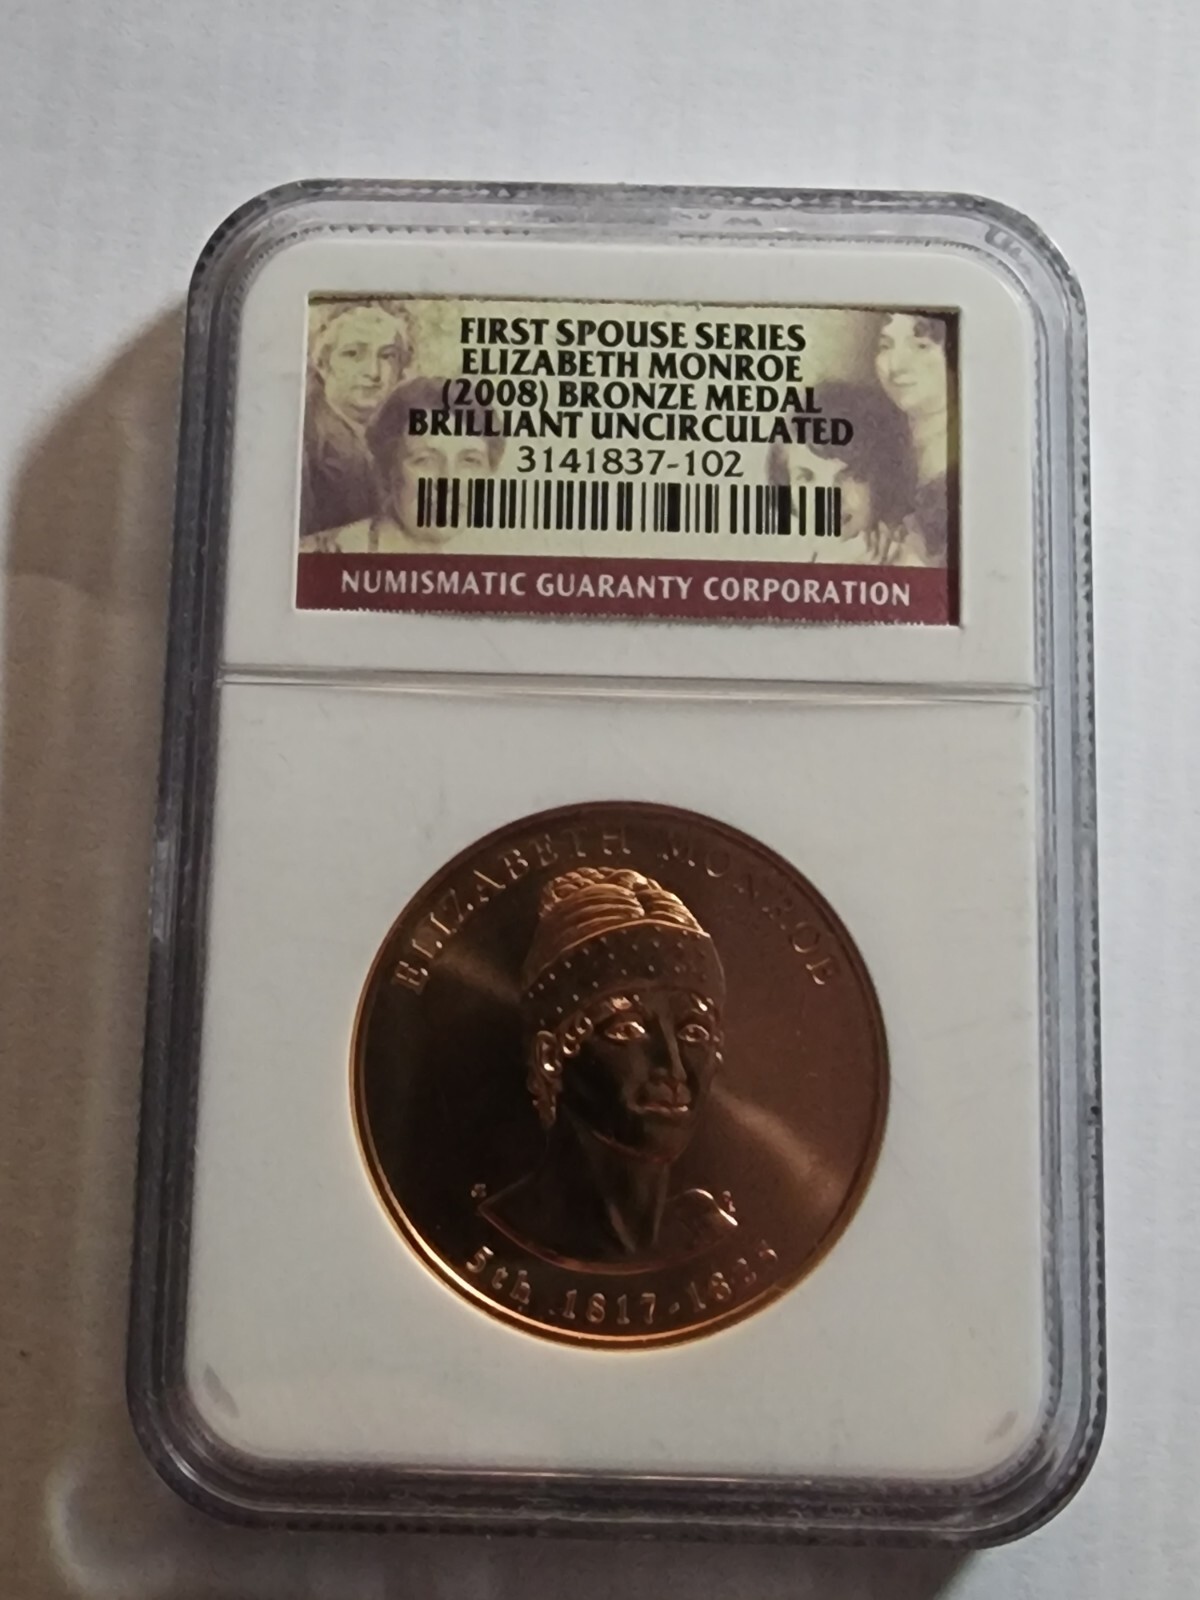 FIRST SPOUSE SERIES
ELIZABETH MONROE
(2008) BRONZE MEDAL
BRILLIANT UNCIRCULATED
3141837-102
NUMISMATIC GUARANTY CORPORATION
ELIZABETH MONROE
5th 1817-1825